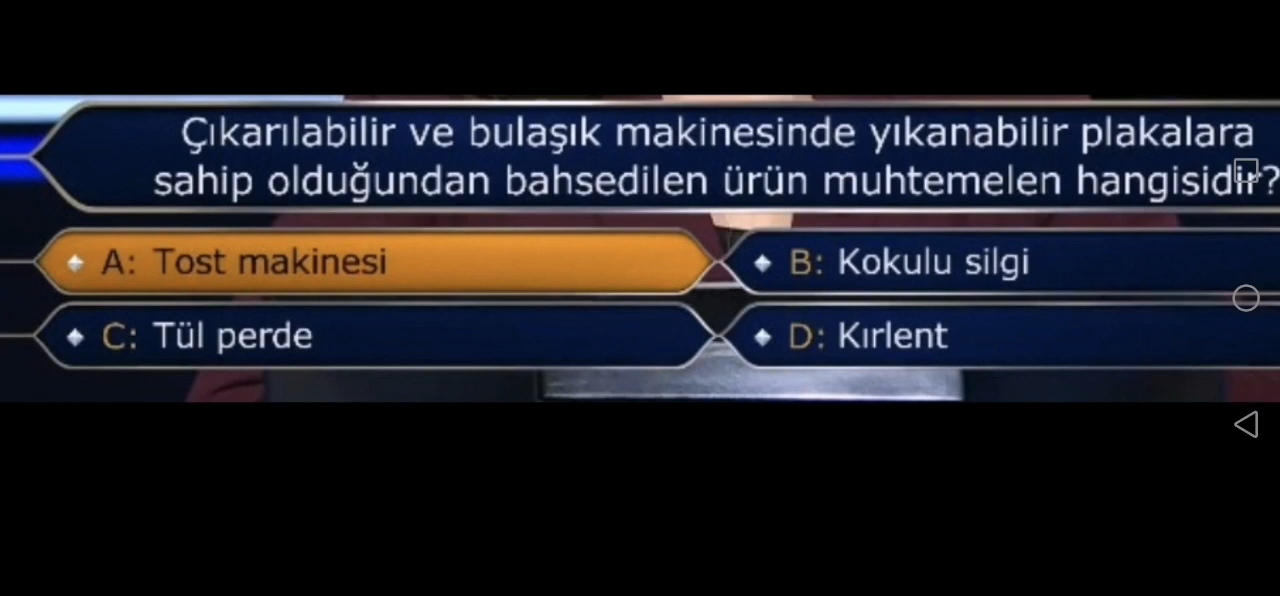 Çıkarılabilir ve bulaşık makinesinde yıkanabilir plakalara
sahip olduğundan bahsedilen ürün muhtemelen hangisidir?
A: Tost makinesi
B: Kokulu silgi
C: Tül perde
D: Kırlent